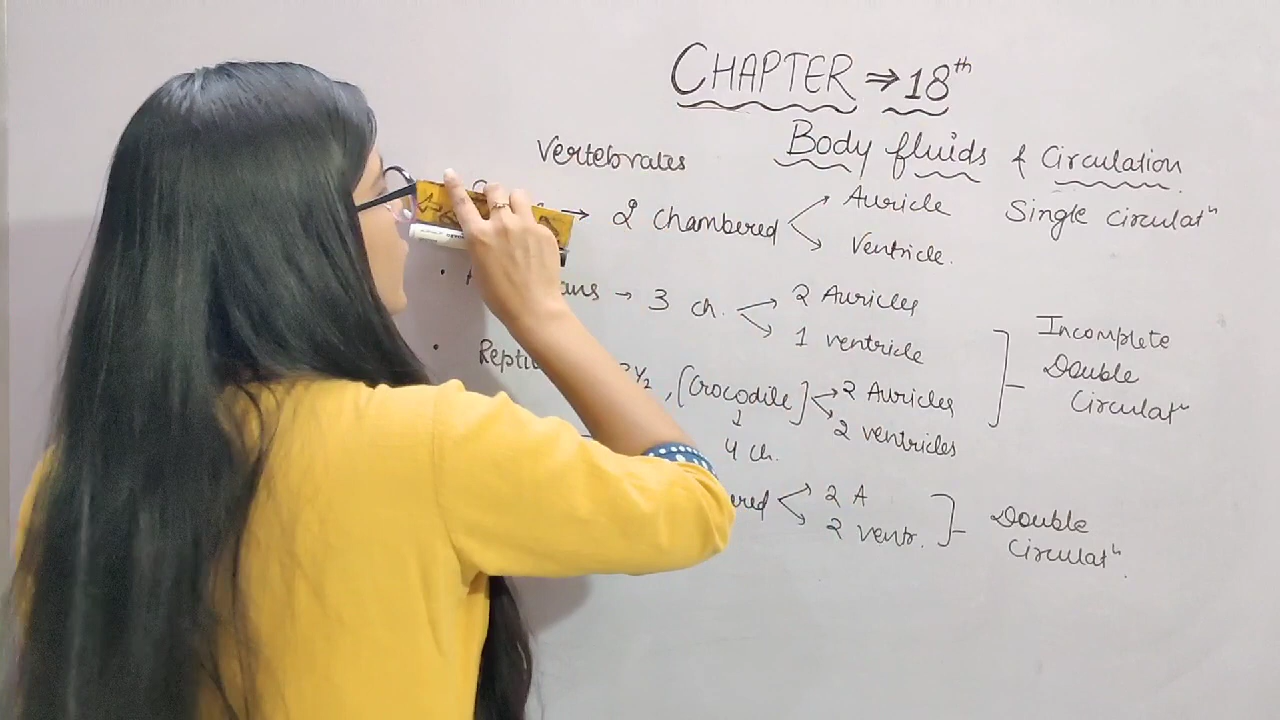 CHAPTER ⇒ 18th
Body fluids & Circulation
Vertebrates
→ 2 chambered
Auricle
Ventricle.
Single circulatn
ans → 3 ch.
2 Auricles
1 ventricle
Incomplete
Double
Circulatn
Repti
, [Crocodile]
↓
4 ch.
2 Auricles
2 ventricles
ered
2 A
2 ventr.
Double
Circulatn.